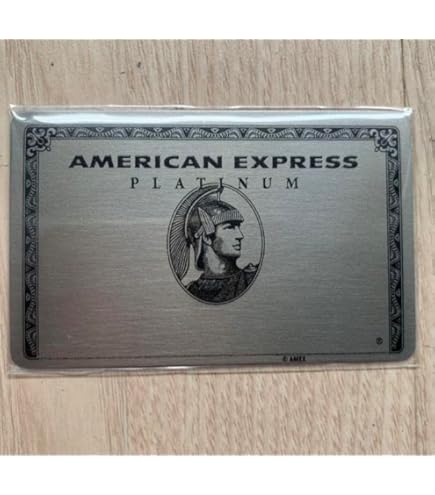 AMERICAN EXPRESS
PLATINUM
®
© AMEX